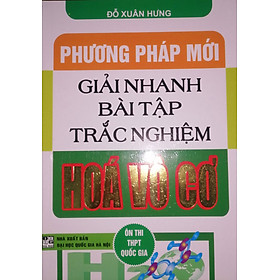 ĐỖ XUÂN HƯNG
PHƯƠNG PHÁP MỚI
GIẢI NHANH
BÀI TẬP
TRẮC NGHIỆM
HOÁ VÔ CƠ
ÔN THI
THPT
QUỐC GIA
NHÀ XUẤT BẢN
ĐẠI HỌC QUỐC GIA HÀ NỘI
H